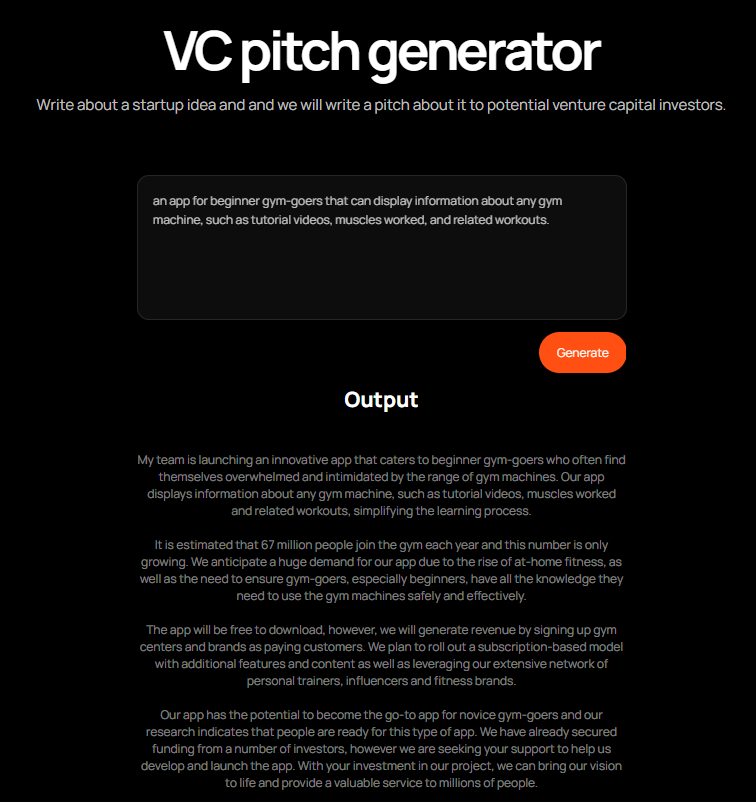 VC pitch generator
Write about a startup idea and and we will write a pitch about it to potential venture capital investors.
an app for beginner gym-goers that can display information about any gym
machine, such as tutorial videos, muscles worked, and related workouts.
Generate
Output
My team is launching an innovative app that caters to beginner gym-goers who often find
themselves overwhelmed and intimidated by the range of gym machines. Our app
displays information about any gym machine, such as tutorial videos, muscles worked
and related workouts, simplifying the learning process.
It is estimated that 67 million people join the gym each year and this number is only
growing. We anticipate a huge demand for our app due to the rise of at-home fitness, as
well as the need to ensure gym-goers, especially beginners, have all the knowledge they
need to use the gym machines safely and effectively.
The app will be free to download, however, we will generate revenue by signing up gym
centers and brands as paying customers. We plan to roll out a subscription-based model
with additional features and content as well as leveraging our extensive network of
personal trainers, influencers and fitness brands.
Our app has the potential to become the go-to app for novice gym-goers and our
research indicates that people are ready for this type of app. We have already secured
funding from a number of investors, however we are seeking your support to help us
develop and launch the app. With your investment in our project, we can bring our vision
to life and provide a valuable service to millions of people.